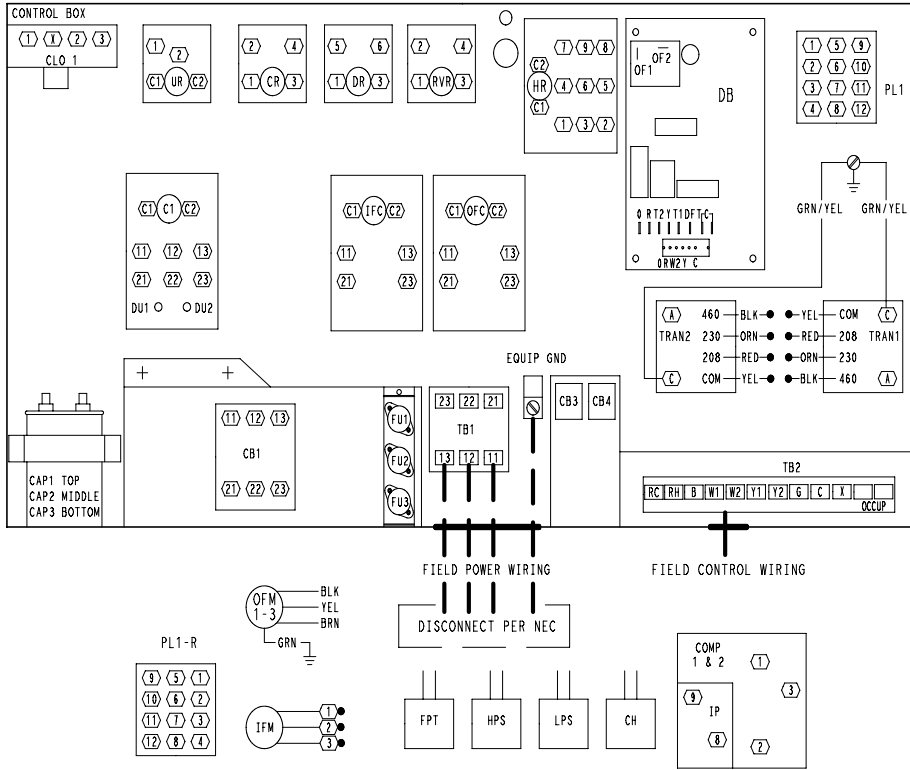 CONTROL BOX
1 X 2 3
CLO 1
1
2
C1 UR C2
2 4
1 CR 3
5 6
1 DR 3
2 4
1 RVR 3
7 9 8
C2
HR 4 6 5
C1
1 3 2
OF1 OF2
DB
O R T2 Y T1 DFT C
O R W2 Y C
1 5 9
2 6 10
3 7 11
4 8 12
PL1
GRN/YEL GRN/YEL
C1 C1 C2
11 12 13
21 22 23
DU1 DU2
C1 IFC C2
11 13
21 23
C1 OFC C2
11 13
21 23
A 460 BLK YEL COM C
TRAN2 230 ORN RED 208 TRAN1
208 RED ORN 230
C COM YEL BLK 460 A
EQUIP GND
+ +
11 12 13
CB1
21 22 23
FU1
FU2
FU3
23 22 21
TB1
13 12 11
CB3 CB4
CAP1 TOP
CAP2 MIDDLE
CAP3 BOTTOM
TB2
RC RH B W1 W2 Y1 Y2 G C X
OCCUP
FIELD POWER WIRING
FIELD CONTROL WIRING
DISCONNECT PER NEC
OFM
1-3
BLK
YEL
BRN
GRN
PL1-R
9 5 1
10 6 2
11 7 3
12 8 4
IFM
1
2
3
FPT
HPS
LPS
CH
COMP
1 & 2
1
3
9
IP
8
2